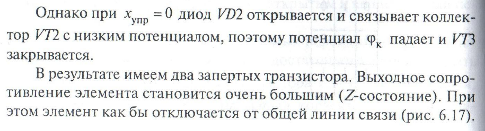 Однако при xупр = 0 диод VD2 открывается и связывает коллек-
тор VT2 с низким потенциалом, поэтому потенциал φк падает и VT3
закрывается.
В результате имеем два запертых транзистора. Выходное сопро-
тивление элемента становится очень большим (Z-состояние). При
этом элемент как бы отключается от общей линии связи (рис. 6.17).